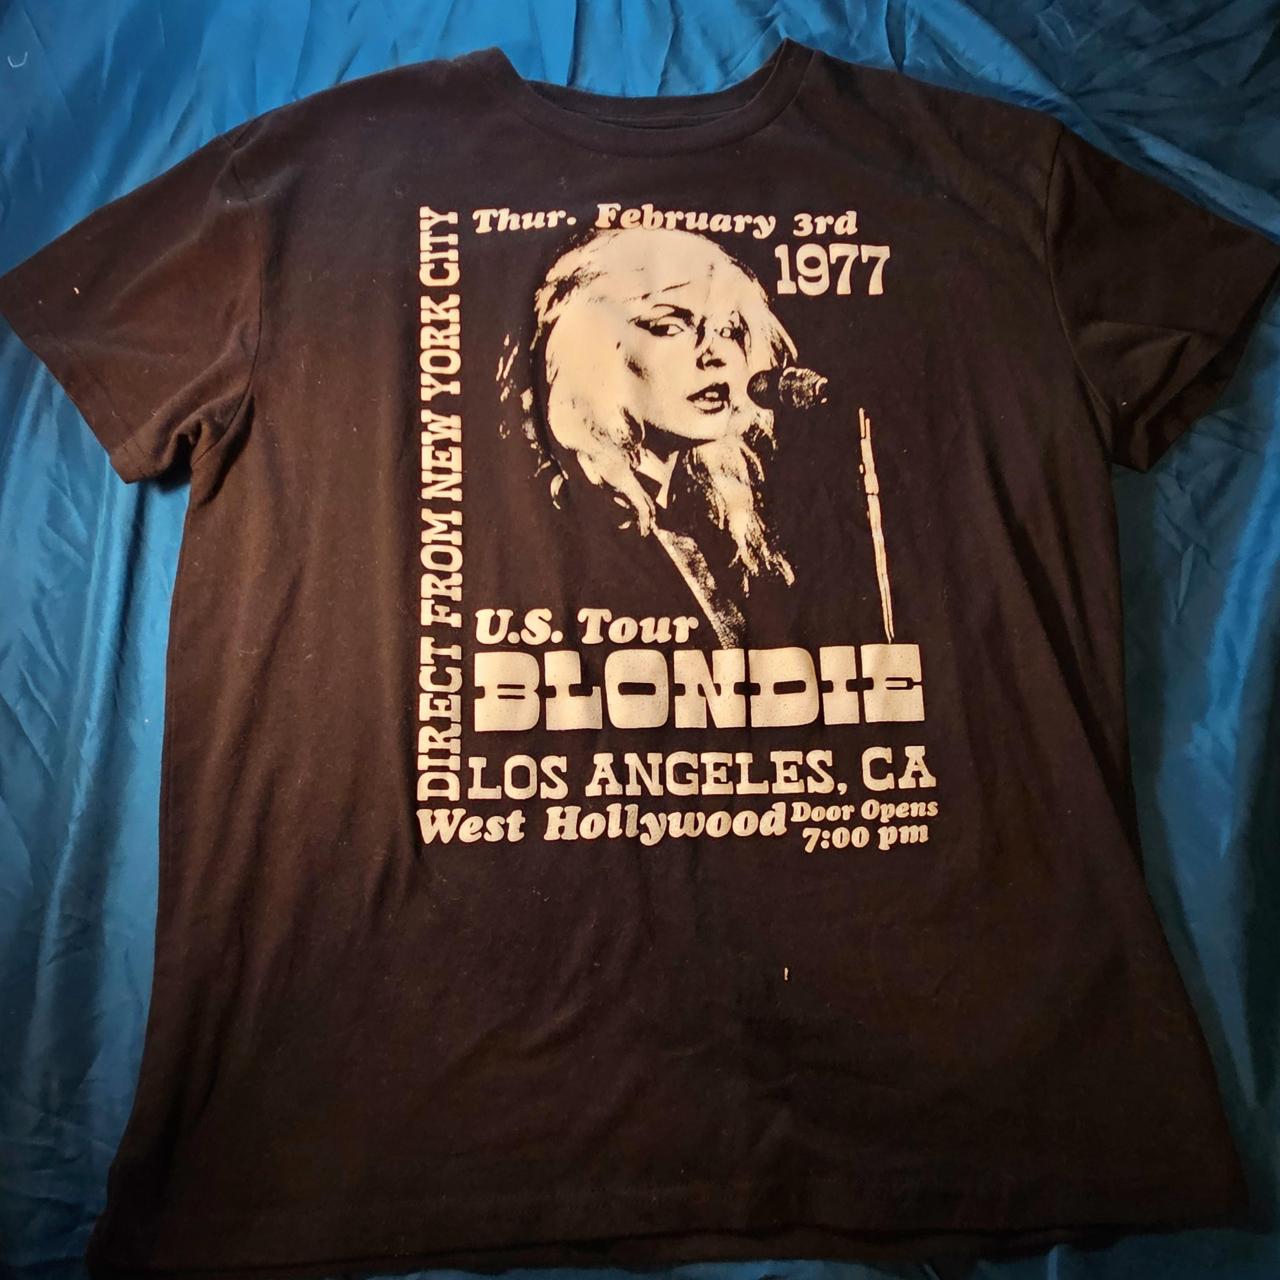 Thur. February 3rd
1977
DIRECT FROM NEW YORK CITY
U.S. Tour
BLONDIE
LOS ANGELES, CA
West Hollywood
Door Opens
7:00 pm